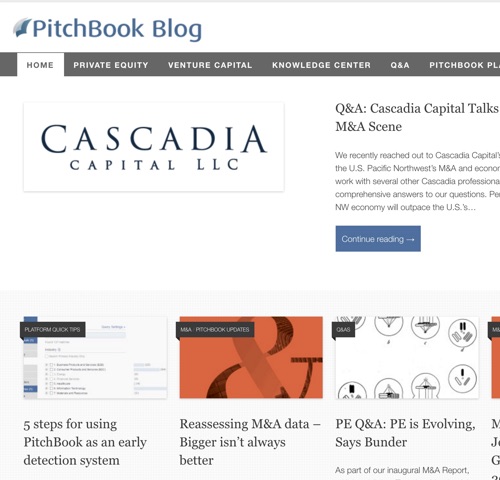 PitchBook Blog
HOME PRIVATE EQUITY VENTURE CAPITAL KNOWLEDGE CENTER Q&A PITCHBOOK PL
CASCADIA
CAPITAL LLC
Q&A: Cascadia Capital Talks
M&A Scene
We recently reached out to Cascadia Capital's
the U.S. Pacific Northwest's M&A and econo
work with several other Cascadia professiona
comprehensive answers to our questions. Pe
NW economy will outpace the U.S.'s…
Continue reading →
PLATFORM QUICK TIPS
M&A · PITCHBOOK UPDATES
&
Q&AS
5 steps for using
PitchBook as an early
detection system
Reassessing M&A data –
Bigger isn't always
better
PE Q&A: PE is Evolving,
Says Bunder
As part of our inaugural M&A Report,